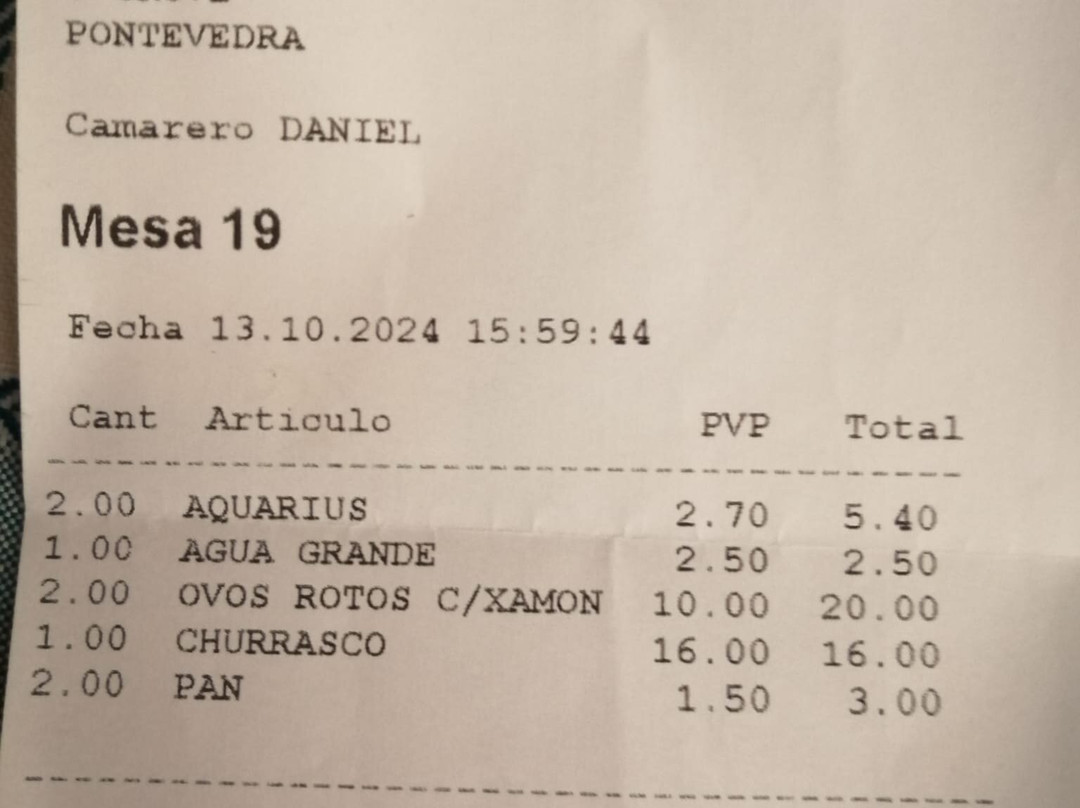 PONTEVEDRA
Camarero DANIEL
Mesa 19
Fecha 13.10.2024 15:59:44
Cant Articulo PVP Total
2.00 AQUARIUS 2.70 5.40
1.00 AGUA GRANDE 2.50 2.50
2.00 OVOS ROTOS C/XAMON 10.00 20.00
1.00 CHURRASCO 16.00 16.00
2.00 PAN 1.50 3.00